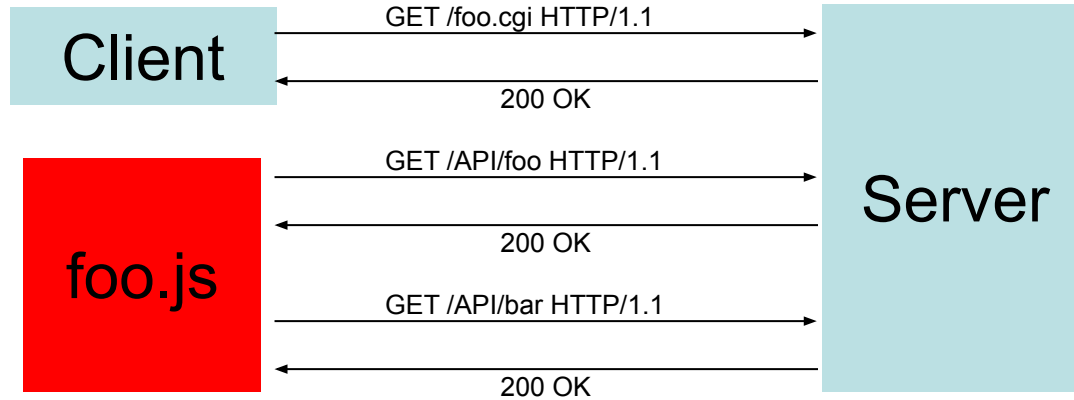 GET /foo.cgi HTTP/1.1
Client
200 OK
GET /API/foo HTTP/1.1
Server
200 OK
foo.js
GET /API/bar HTTP/1.1
200 OK